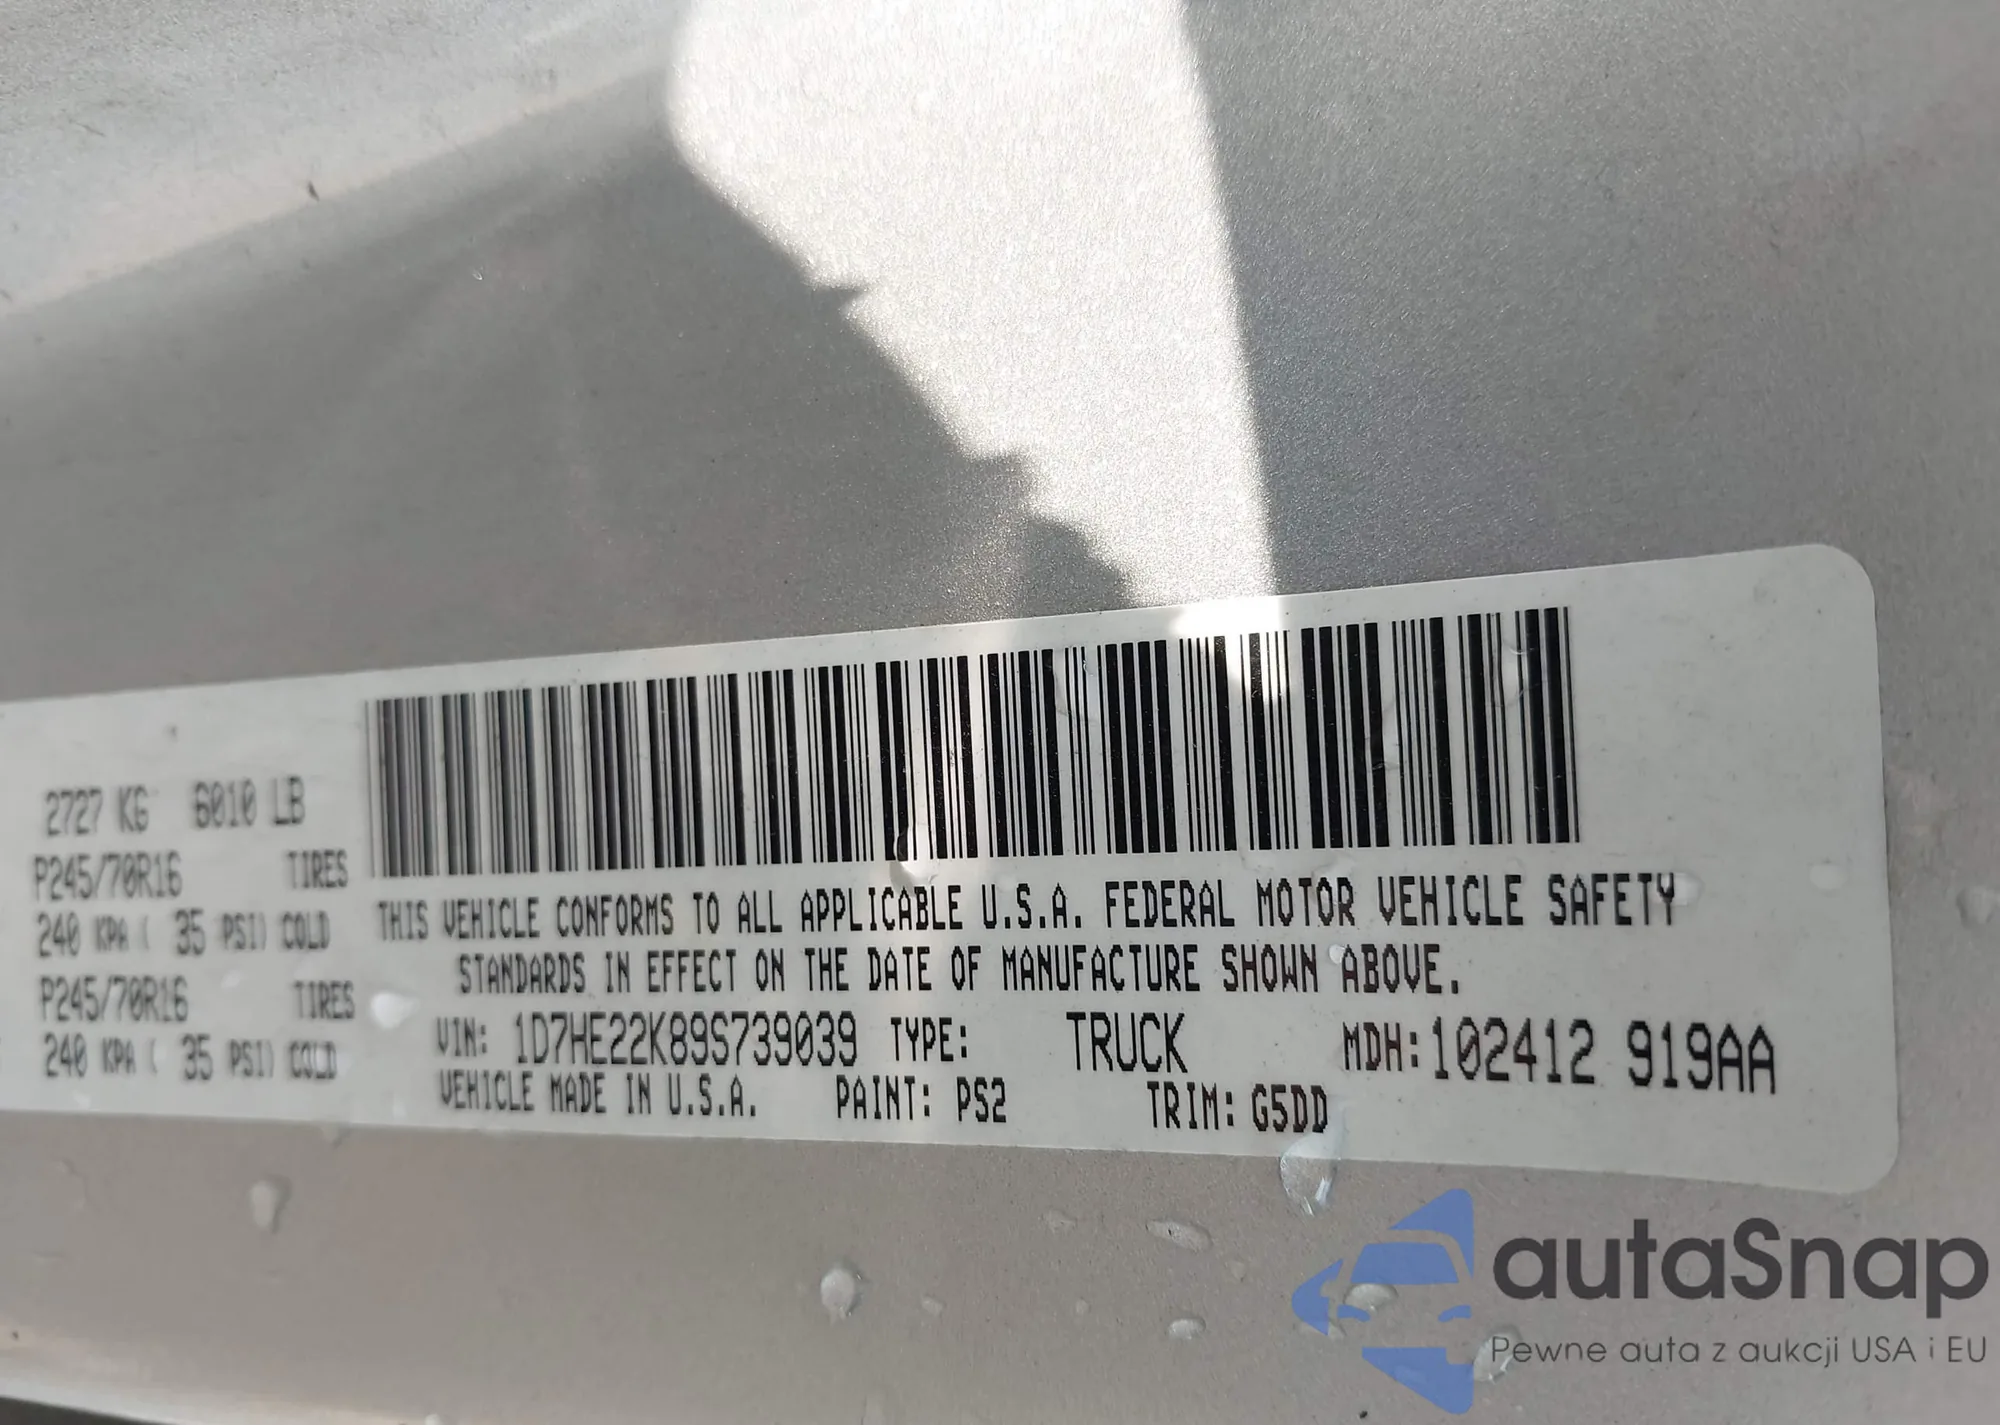 2727 KG 6010 LB
P245/70R16 TIRES
240 KPA ( 35 PSI) COLD
P245/70R16 TIRES
240 KPA ( 35 PSI) COLD
THIS VEHICLE CONFORMS TO ALL APPLICABLE U.S.A. FEDERAL MOTOR VEHICLE SAFETY
STANDARDS IN EFFECT ON THE DATE OF MANUFACTURE SHOWN ABOVE.
VIN: 1D7HE22K89S739039 TYPE: TRUCK MDH:102412 919AA
VEHICLE MADE IN U.S.A. PAINT: PS2 TRIM: G5DD
autaSnap
Pewne auta z aukcji USA i EU